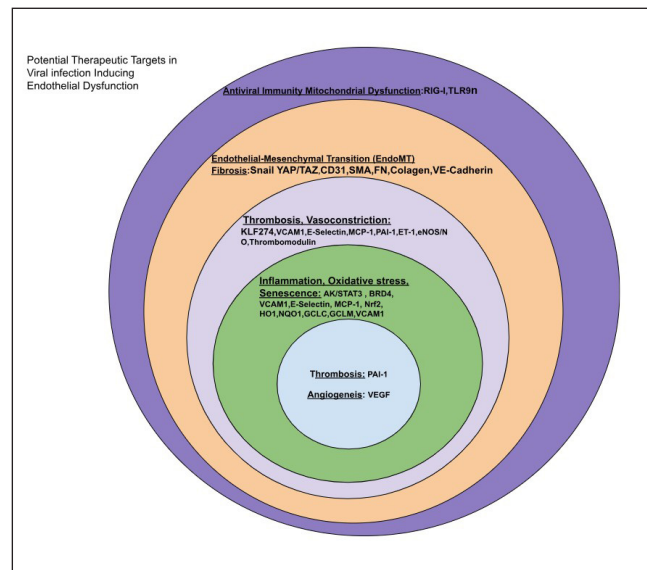 Potential Therapeutic Targets in
Viral infection Inducing
Endothelial Dysfunction
Antiviral Immunity Mitochondrial Dysfunction:RIG-I,TLR9n
Endothelial-Mesenchymal Transition (EndoMT)
Fibrosis:Snail YAP/TAZ,CD31,SMA,FN,Colagen,VE-Cadherin
Thrombosis, Vasoconstriction:
KLF274,VCAM1,E-Selectin,MCP-1,PAI-1,ET-1,eNOS/N
O,Thrombomodulin
Inflammation, Oxidative stress,
Senescence: AK/STAT3 , BRD4,
VCAM1,E-Selectin, MCP-1, Nrf2,
HO1,NQO1,GCLC,GCLM,VCAM1
Thrombosis: PAI-1
Angiogeneis: VEGF